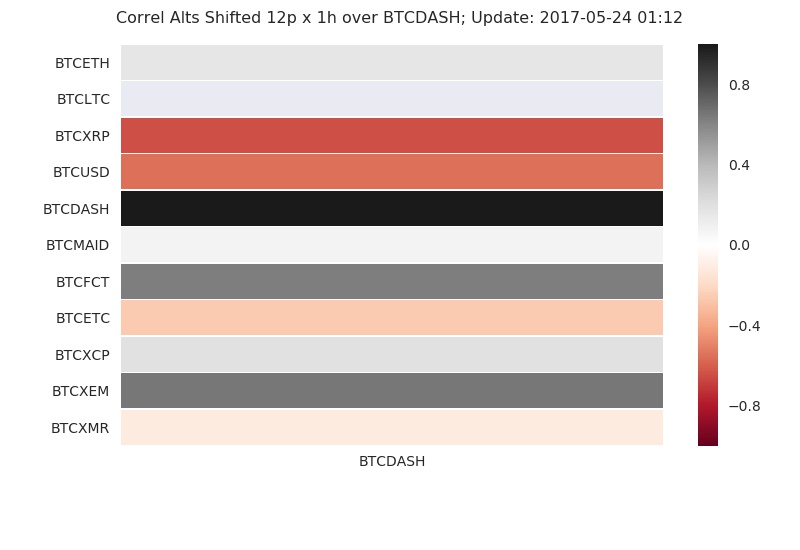 Correl Alts Shifted 12p x 1h over BTCDASH; Update: 2017-05-24 01:12
BTCETH
BTCLTC
BTCXRP
BTCUSD
BTCDASH
BTCMAID
BTCFCT
BTCETC
BTCXCP
BTCXEM
BTCXMR
BTCDASH
0.8
0.4
0.0
−0.4
−0.8